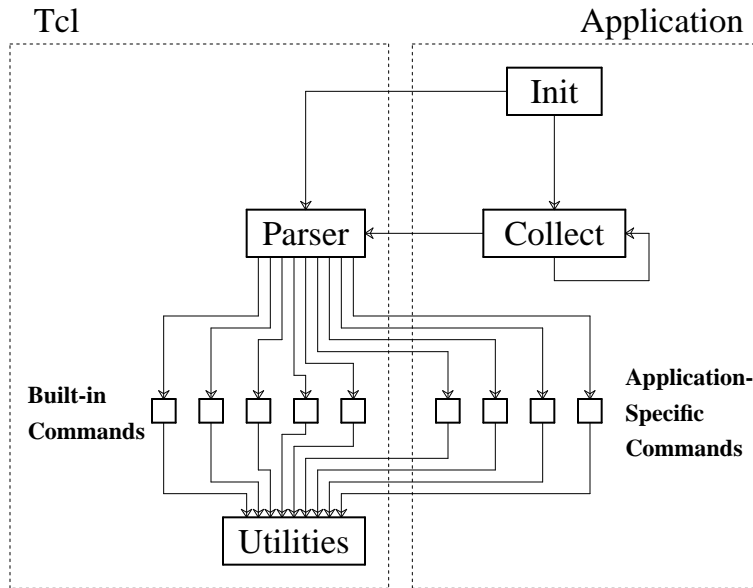 Tcl
Application
Init
Parser
Collect
Built-in
Commands
Application-
Specific
Commands
Utilities